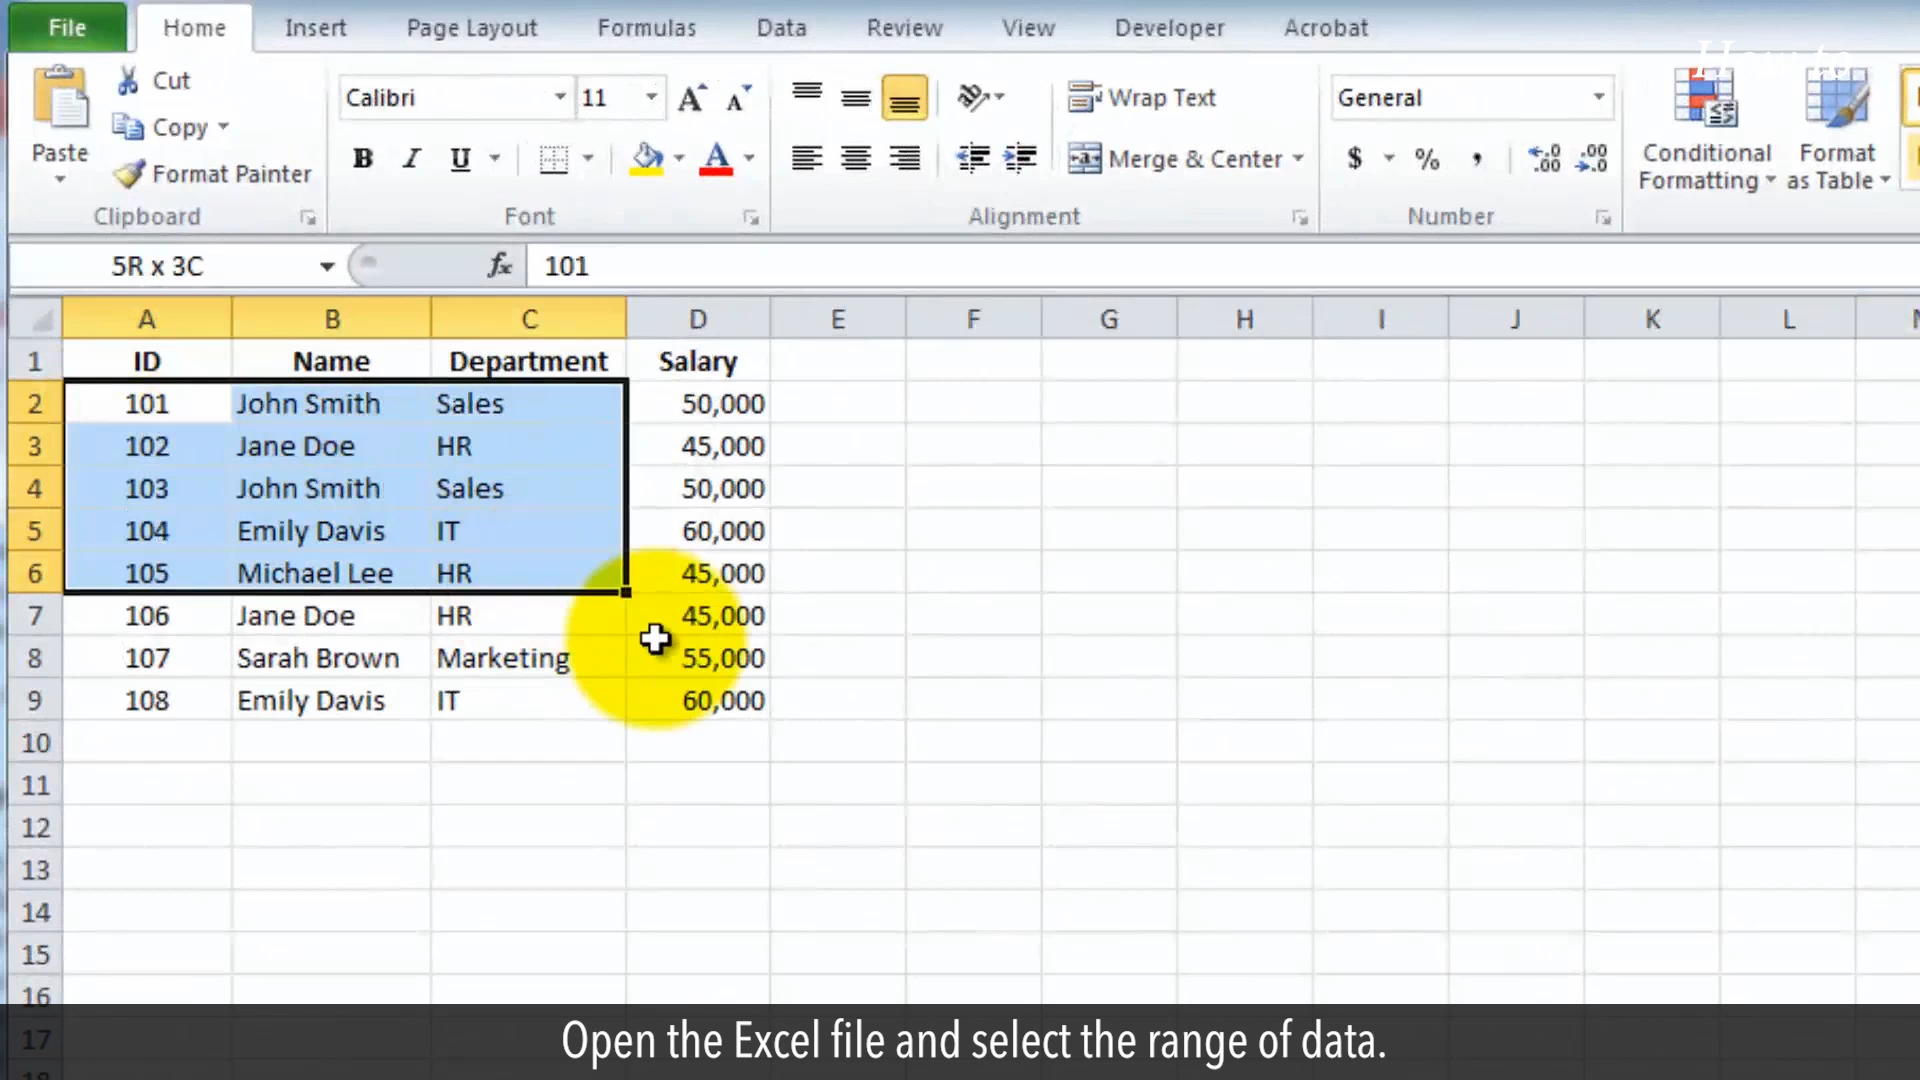 File Home Insert Page Layout Formulas Data Review View Developer Acrobat
How to
Cut
Copy
Format Painter
Paste
Clipboard
Calibri 11
B I U A
Font
Wrap Text
Merge & Center
Alignment
General
$ % , .00 .00
Number
Conditional Formatting
Format as Table
5R x 3C fx 101
A B C D E F G H I J K L
1 ID Name Department Salary
2 101 John Smith Sales 50,000
3 102 Jane Doe HR 45,000
4 103 John Smith Sales 50,000
5 104 Emily Davis IT 60,000
6 105 Michael Lee HR 45,000
7 106 Jane Doe HR 45,000
8 107 Sarah Brown Marketing 55,000
9 108 Emily Davis IT 60,000
10
11
12
13
14
15
16
17
Open the Excel file and select the range of data.